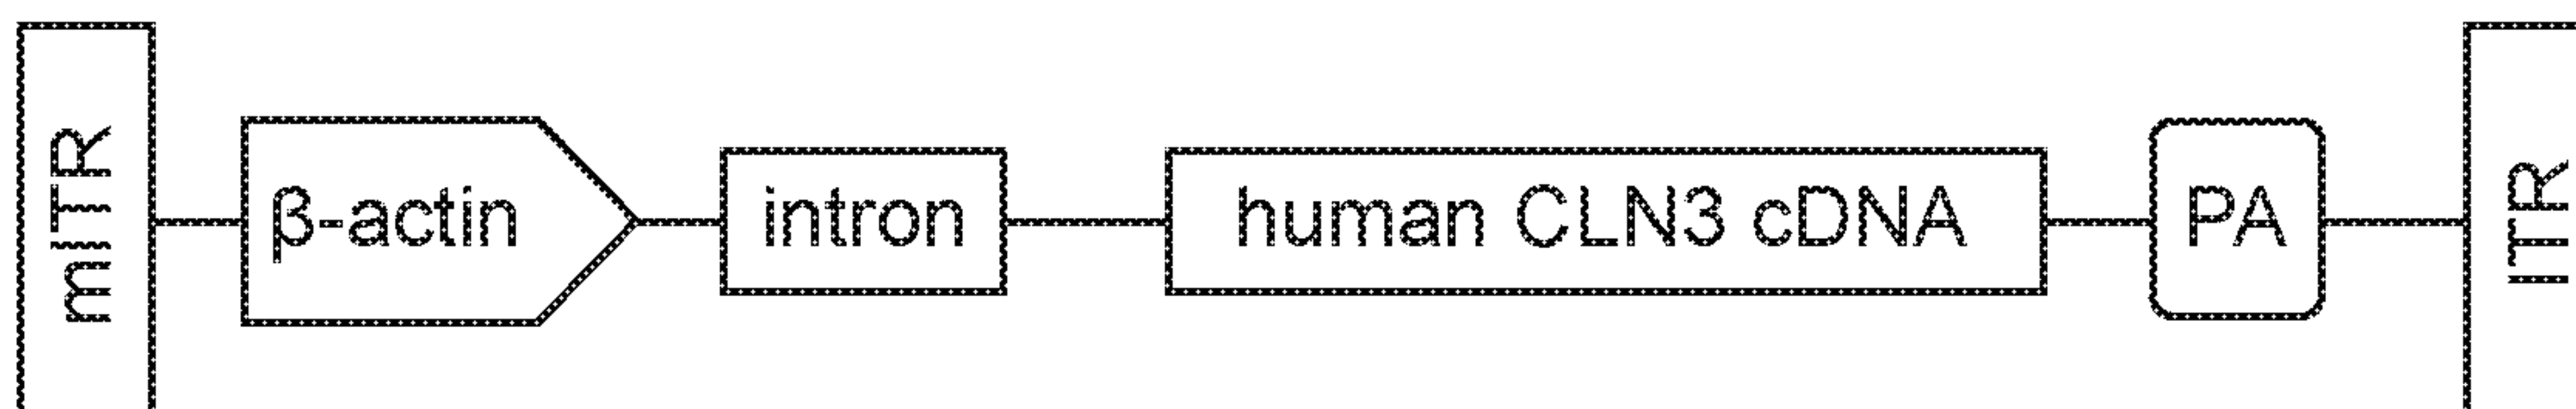 mITR
β-actin
intron
human CLN3 cDNA
PA
ITR